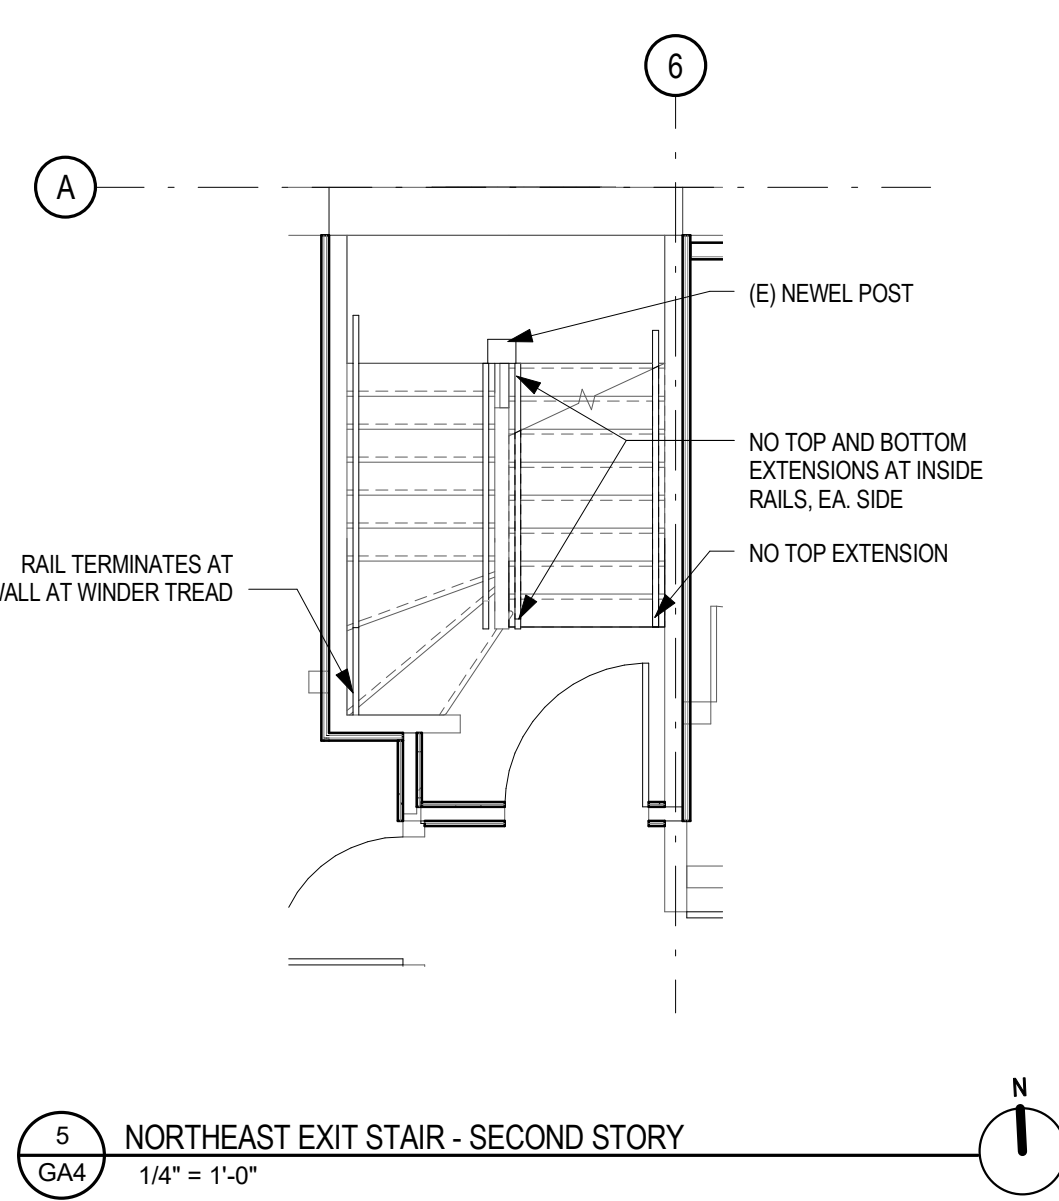 6
A
(E) NEWEL POST
NO TOP AND BOTTOM
EXTENSIONS AT INSIDE
RAILS, EA. SIDE
NO TOP EXTENSION
RAIL TERMINATES AT
WALL AT WINDER TREAD
N
5
GA4
NORTHEAST EXIT STAIR - SECOND STORY
1/4" = 1'-0"